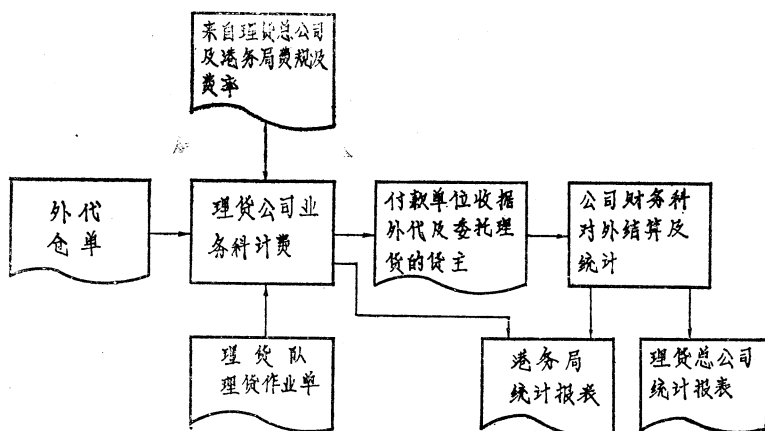 来自理货总公司
及港务局费规及
费率
外代
仓单
理货公司业
务科计费
付款单位收据
外代及委托理
货的货主
公司财务科
对外结算及
统计
理货队
理货作业单
港务局
统计报表
理货总公司
统计报表